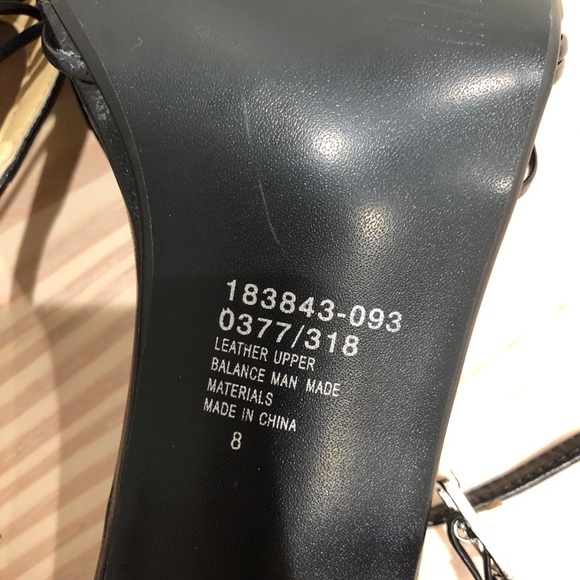 183843-093
0377/318
LEATHER UPPER
BALANCE MAN MADE
MATERIALS
MADE IN CHINA
8